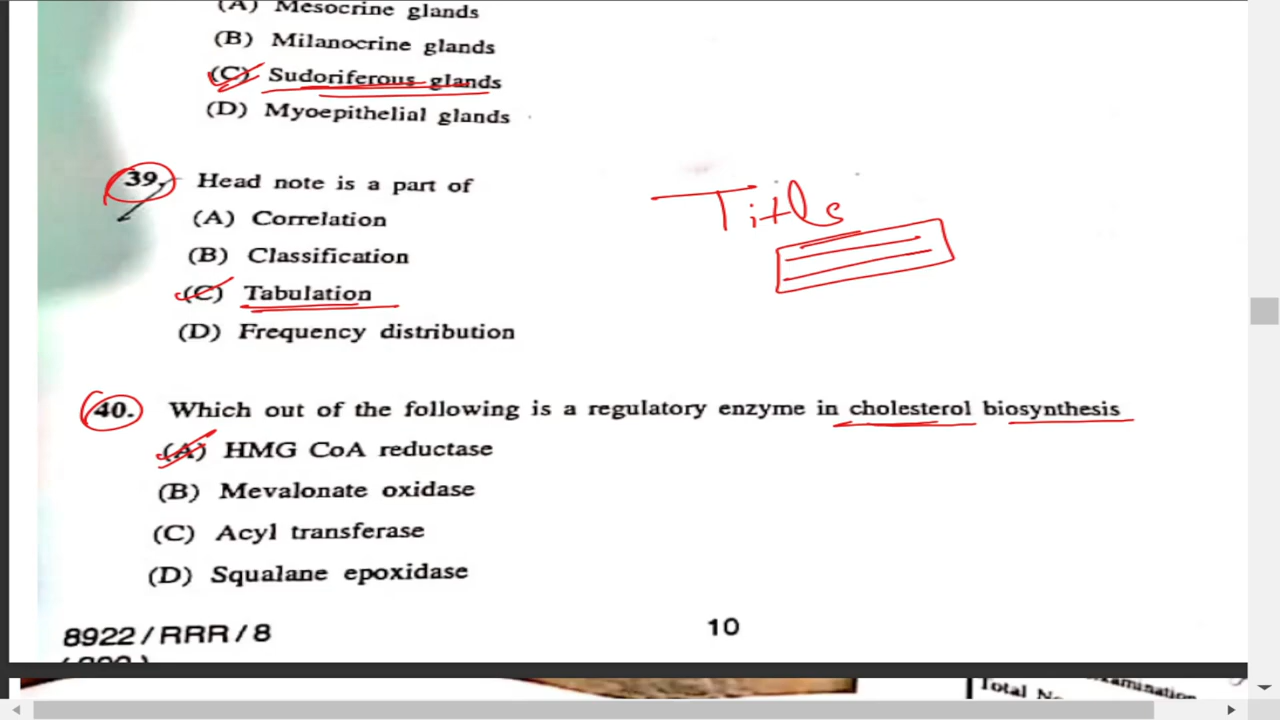 (A) Mesocrine glands
(B) Milanocrine glands
(C) Sudoriferous glands
(D) Myoepithelial glands
39. Head note is a part of
(A) Correlation
(B) Classification
(C) Tabulation
(D) Frequency distribution
Title
40. Which out of the following is a regulatory enzyme in cholesterol biosynthesis
(A) HMG CoA reductase
(B) Mevalonate oxidase
(C) Acyl transferase
(D) Squalane epoxidase
8922/RRR/8
10
Total